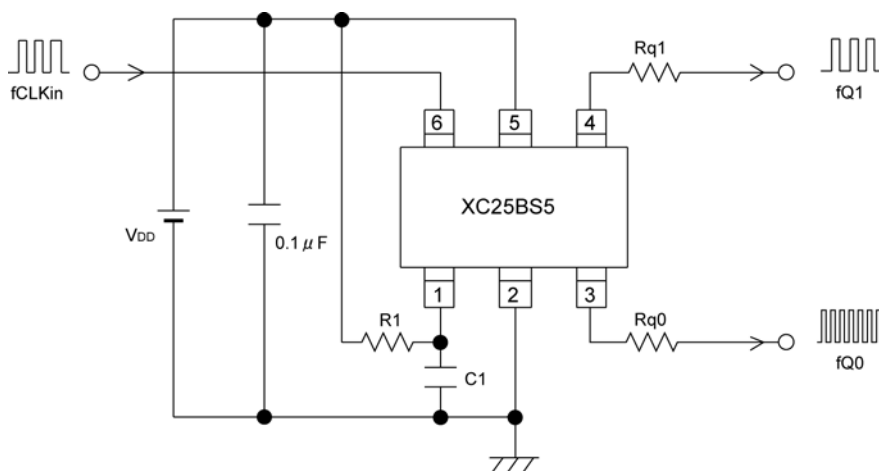 fCLKin
Rq1
fQ1
6
5
4
XC25BS5
VDD
0.1μF
1
2
3
R1
Rq0
C1
fQ0